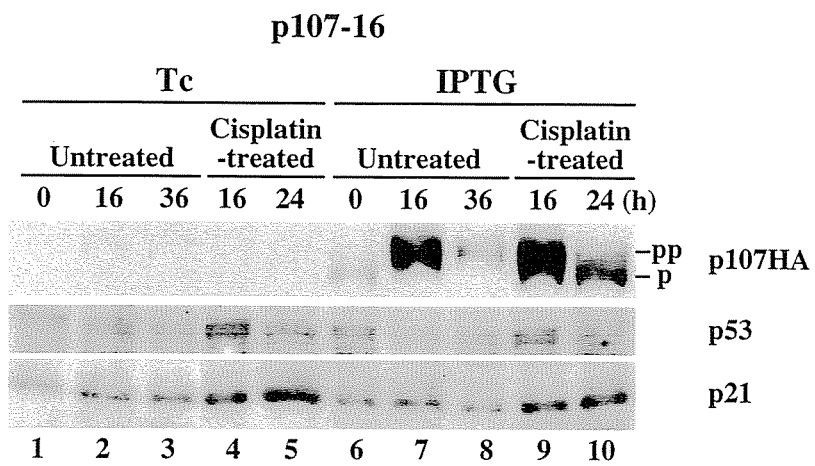 p107-16
Tc IPTG
Untreated Cisplatin -treated Untreated Cisplatin -treated
0 16 36 16 24 0 16 36 16 24 (h)
pp
p
p107HA
p53
p21
1 2 3 4 5 6 7 8 9 10